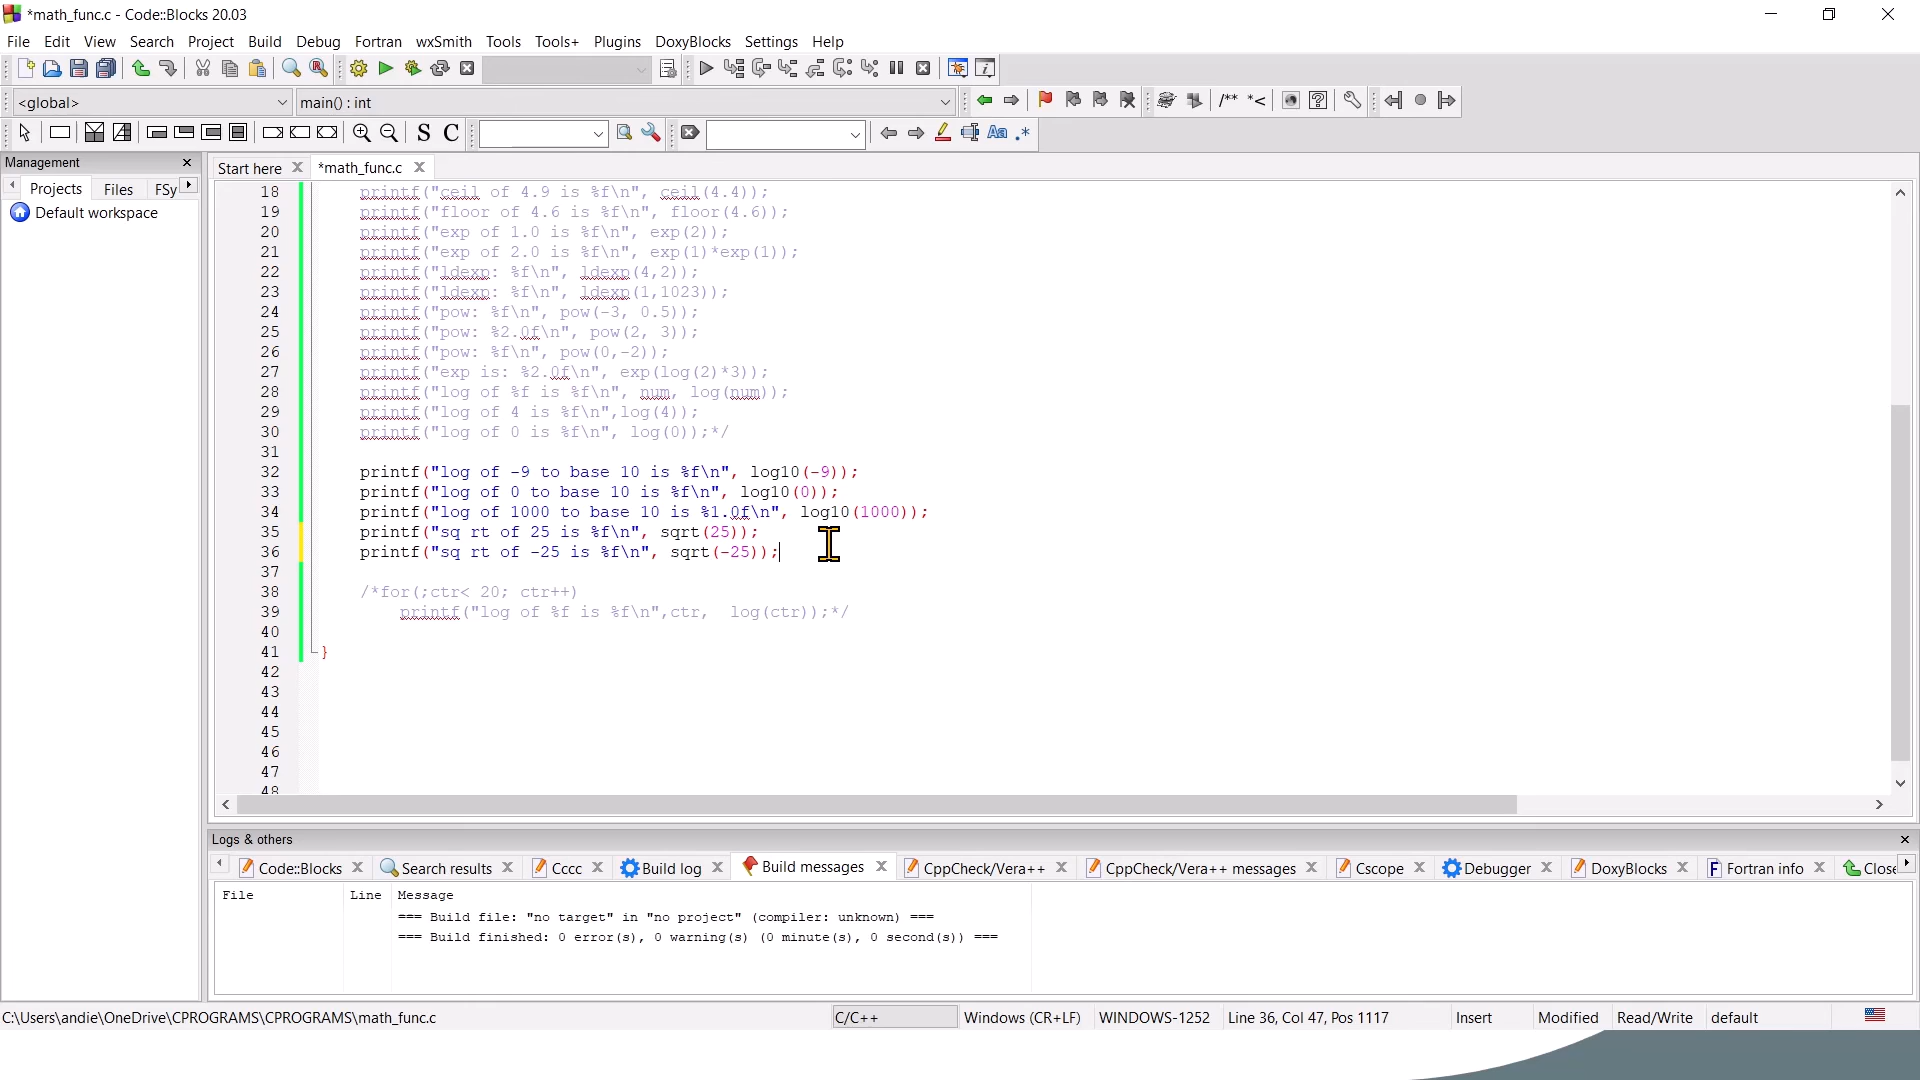 *math_func.c - Code::Blocks 20.03
File Edit View Search Project Build Debug Fortran wxSmith Tools Tools+ Plugins DoxyBlocks Settings Help
<global> main() : int /** *<
S C Aa .*
Management
Projects Files FSy
Default workspace
Start here *math_func.c
18 printf("ceil of 4.9 is %f\n", ceil(4.4));
19 printf("floor of 4.6 is %f\n", floor(4.6));
20 printf("exp of 1.0 is %f\n", exp(2));
21 printf("exp of 2.0 is %f\n", exp(1)*exp(1));
22 printf("ldexp: %f\n", ldexp(4,2));
23 printf("ldexp: %f\n", ldexp(1,1023));
24 printf("pow: %f\n", pow(-3, 0.5));
25 printf("pow: %2.0f\n", pow(2, 3));
26 printf("pow: %f\n", pow(0,-2));
27 printf("exp is: %2.0f\n", exp(log(2)*3));
28 printf("log of %f is %f\n", num, log(num));
29 printf("log of 4 is %f\n",log(4));
30 printf("log of 0 is %f\n", log(0));*/
31
32 printf("log of -9 to base 10 is %f\n", log10(-9));
33 printf("log of 0 to base 10 is %f\n", log10(0));
34 printf("log of 1000 to base 10 is %1.0f\n", log10(1000));
35 printf("sq rt of 25 is %f\n", sqrt(25));
36 printf("sq rt of -25 is %f\n", sqrt(-25));
37
38 /*for(;ctr< 20; ctr++)
39 printf("log of %f is %f\n",ctr, log(ctr));*/
40
41 }
42
43
44
45
46
47
48
Logs & others
Code::Blocks Search results Cccc Build log Build messages CppCheck/Vera++ CppCheck/Vera++ messages Cscope Debugger DoxyBlocks Fortran info Close
File Line Message
=== Build file: "no target" in "no project" (compiler: unknown) ===
=== Build finished: 0 error(s), 0 warning(s) (0 minute(s), 0 second(s)) ===
C:\Users\andie\OneDrive\CPROGRAMS\CPROGRAMS\math_func.c C/C++ Windows (CR+LF) WINDOWS-1252 Line 36, Col 47, Pos 1117 Insert Modified Read/Write default